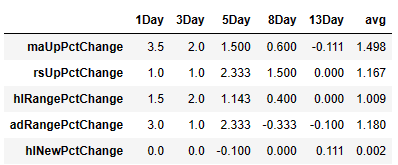 1Day 3Day 5Day 8Day 13Day avg
maUpPctChange 3.5 2.0 1.500 0.600 -0.111 1.498
rsUpPctChange 1.0 1.0 2.333 1.500 0.000 1.167
hlRangePctChange 1.5 2.0 1.143 0.400 0.000 1.009
adRangePctChange 3.0 1.0 2.333 -0.333 -0.100 1.180
hlNewPctChange 0.0 0.0 -0.100 0.000 0.111 0.002